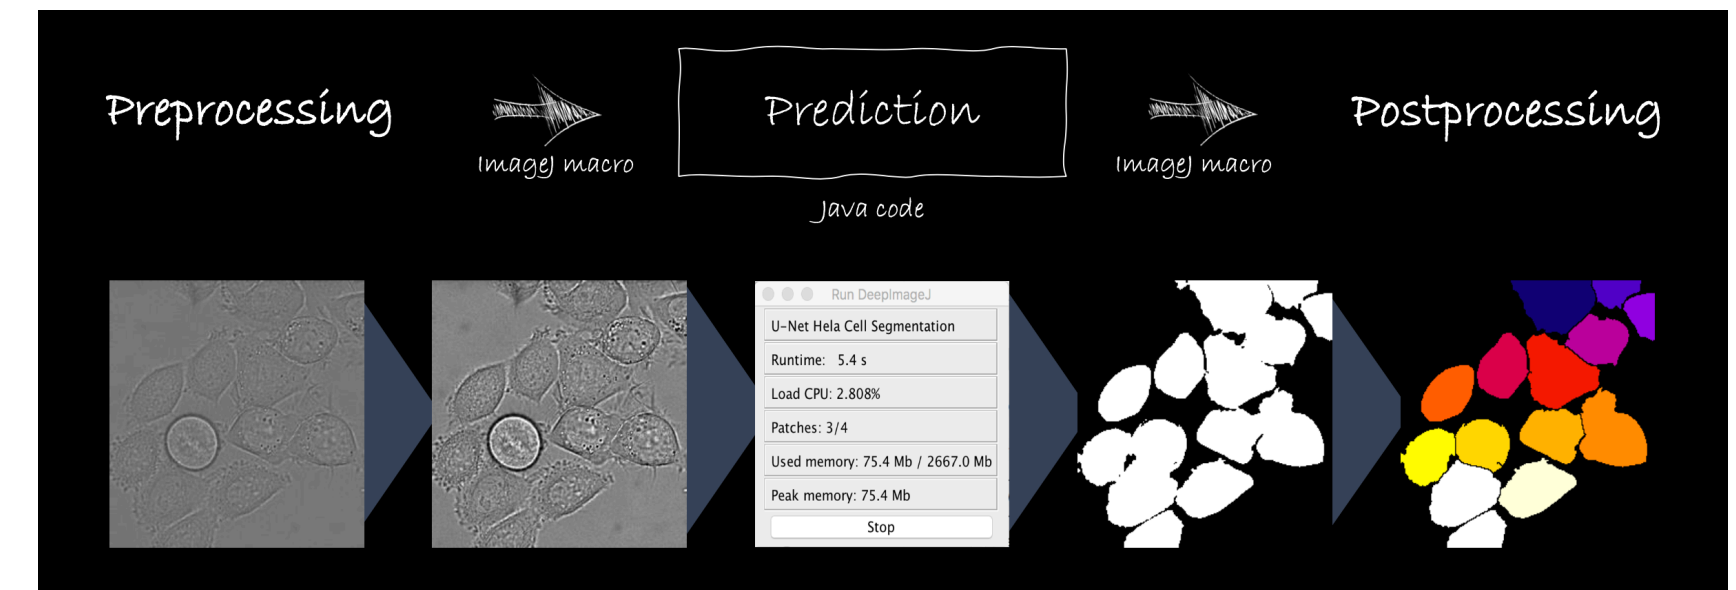 Preprocessing
ImageJ macro
Prediction
Java code
ImageJ macro
Postprocessing
Run DeepImageJ
U-Net Hela Cell Segmentation
Runtime: 5.4 s
Load CPU: 2.808%
Patches: 3/4
Used memory: 75.4 Mb / 2667.0 Mb
Peak memory: 75.4 Mb
Stop